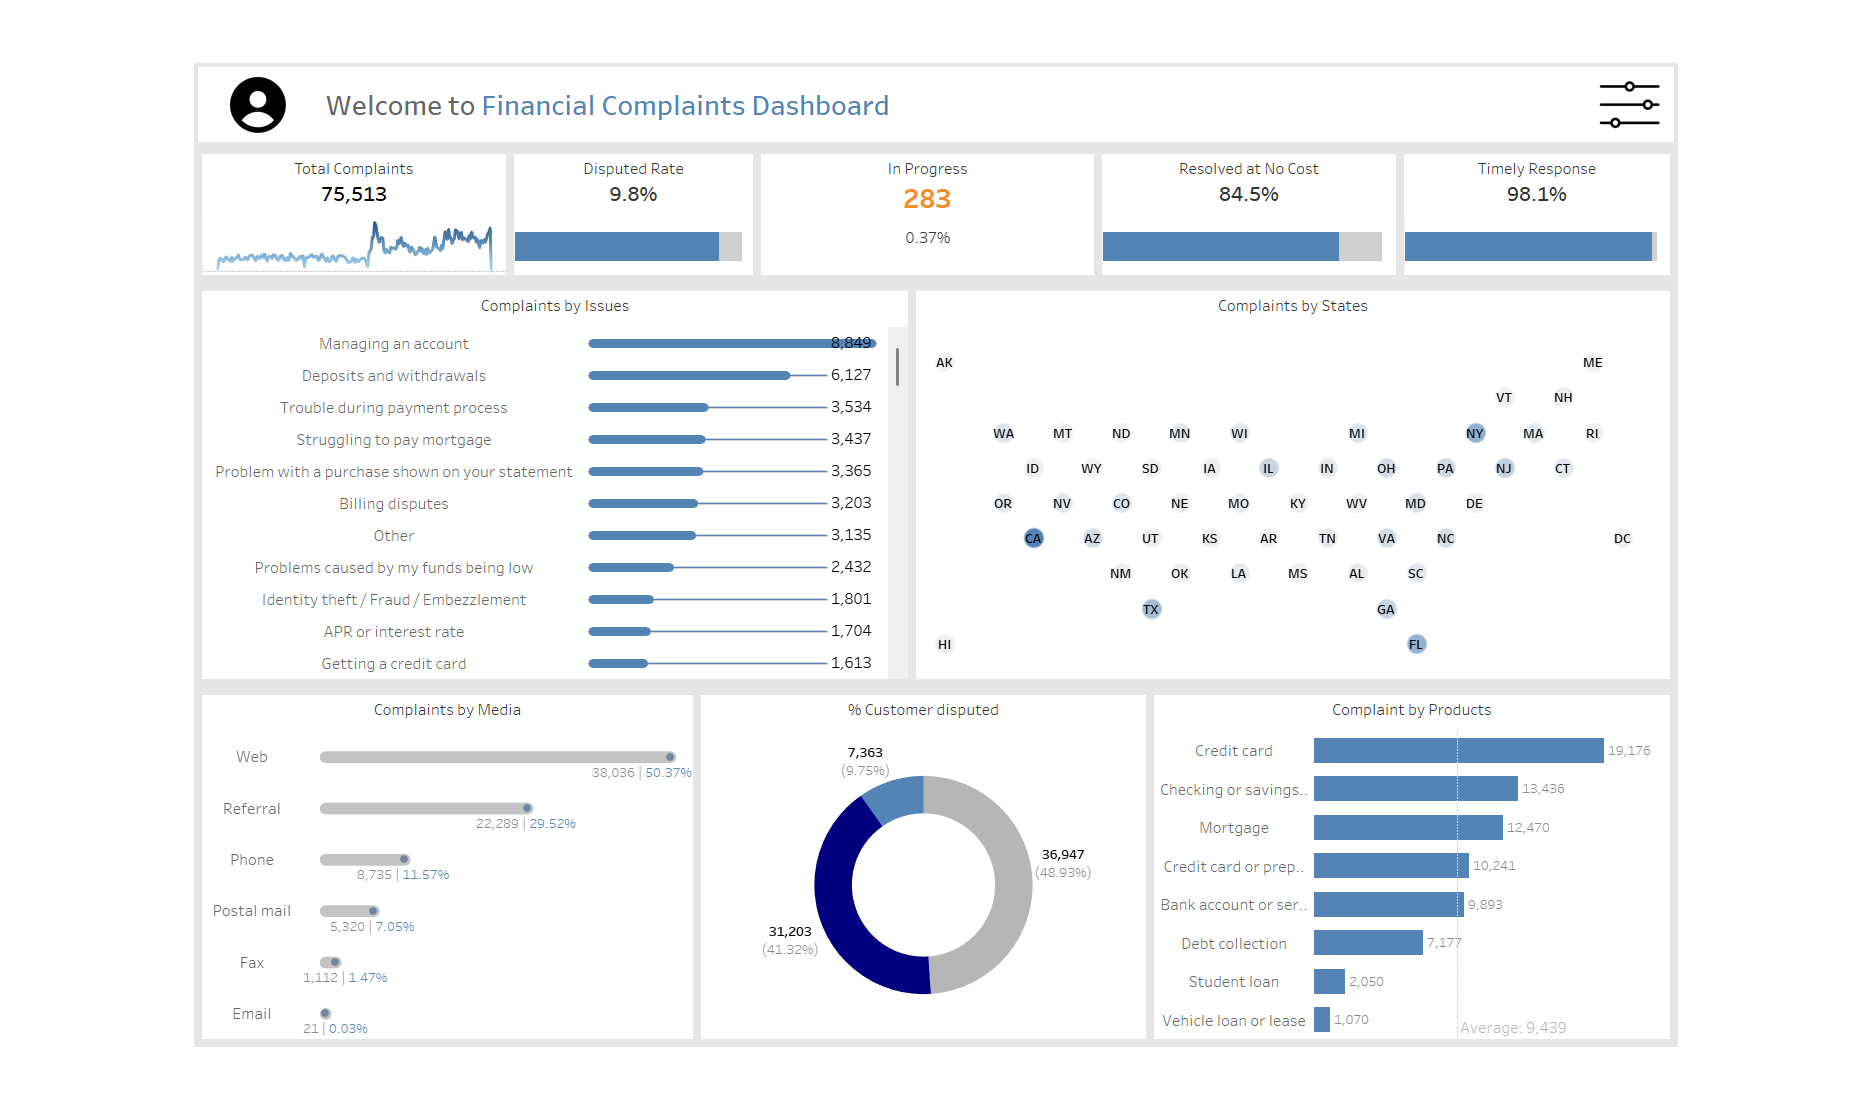 Welcome to Financial Complaints Dashboard
Total Complaints
75,513
Disputed Rate
9.8%
In Progress
283
0.37%
Resolved at No Cost
84.5%
Timely Response
98.1%
Complaints by Issues
Managing an account 8,849
Deposits and withdrawals 6,127
Trouble during payment process 3,534
Struggling to pay mortgage 3,437
Problem with a purchase shown on your statement 3,365
Billing disputes 3,203
Other 3,135
Problems caused by my funds being low 2,432
Identity theft / Fraud / Embezzlement 1,801
APR or interest rate 1,704
Getting a credit card 1,613
Complaints by States
AK ME
VT NH
WA MT ND MN WI MI NY MA RI
ID WY SD IA IL IN OH PA NJ CT
OR NV CO NE MO KY WV MD DE
CA AZ UT KS AR TN VA NC DC
NM OK LA MS AL SC
TX GA
HI FL
Complaints by Media
Web
38,036 | 50.37%
Referral
22,289 | 29.52%
Phone
8,735 | 11.57%
Postal mail
5,320 | 7.05%
Fax
1,112 | 1.47%
Email
21 | 0.03%
% Customer disputed
7,363
(9.75%)
36,947
(48.93%)
31,203
(41.32%)
Complaint by Products
Credit card 19,176
Checking or savings.. 13,436
Mortgage 12,470
Credit card or prep.. 10,241
Bank account or ser.. 9,893
Debt collection 7,177
Student loan 2,050
Vehicle loan or lease 1,070
Average: 9,439